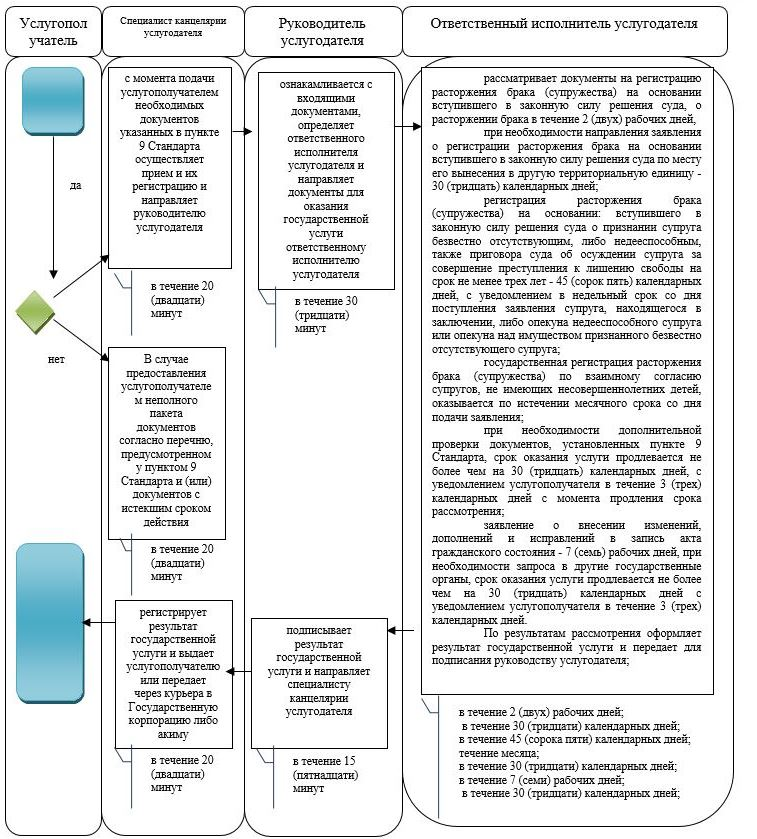 Услугопол
учатель
Специалист канцелярии
услугодателя
Руководитель
услугодателя
Ответственный исполнитель услугодателя
да
нет
с момента подачи
услугополучателем
необходимых
документов
указанных в пункте
9 Стандарта
осуществляет
прием и их
регистрацию и
направляет
руководителю
услугодателя
в течение 20
(двадцати)
минут
В случае
предоставления
услугополучателе
м неполного
пакета
документов
согласно перечню,
предусмотренном
у пунктом 9
Стандарта и (или)
документов с
истекшим сроком
действия
в течение 20
(двадцати)
минут
регистрирует
результат
государственной
услуги и выдает
услугополучателю
или передает
через курьера в
Государственную
корпорацию либо
акиму
в течение 20
(двадцати)
минут
ознакамливается с
входящими
документами,
определяет
ответственного
исполнителя
услугодателя и
направляет
документы для
оказания
государственной
услуги
ответственному
исполнителю
услугодателя
в течение 30
(тридцати)
минут
подписывает
результат
государственной
услуги и направляет
специалисту
канцелярии
услугодателя
в течение 15
(пятнадцати)
минут
рассматривает документы на регистрацию
расторжения брака (супружества) на основании
вступившего в законную силу решения суда, о
расторжении брака в течение 2 (двух) рабочих дней,
при необходимости направления заявления
о регистрации расторжения брака на основании
вступившего в законную силу решения суда по месту
его вынесения в другую территориальную единицу -
30 (тридцать) календарных дней;
регистрация расторжения брака
(супружества) на основании: вступившего в
законную силу решения суда о признании супруга
безвестно отсутствующим, либо недееспособным,
также приговора суда об осуждении супруга за
совершение преступления к лишению свободы на
срок не менее трех лет - 45 (сорок пять) календарных
дней, с уведомлением в недельный срок со дня
поступления заявления супруга, находящегося в
заключении, либо опекуна недееспособного супруга
или опекуна над имуществом признанного безвестно
отсутствующего супруга;
государственная регистрация расторжения
брака (супружества) по взаимному согласию
супругов, не имеющих несовершеннолетних детей,
оказывается по истечении месячного срока со дня
подачи заявления;
при необходимости дополнительной
проверки документов, установленных пункте 9
Стандарта, срок оказания услуги продлевается не
более чем на 30 (тридцать) календарных дней, с
уведомлением услугополучателя в течение 3 (трех)
календарных дней с момента продления срока
рассмотрения;
заявление о внесении изменений,
дополнений и исправлений в запись акта
гражданского состояния - 7 (семь) рабочих дней, при
необходимости запроса в другие государственные
органы, срок оказания услуги продлевается не более
чем на 30 (тридцать) календарных дней с
уведомлением услугополучателя в течение 3 (трех)
календарных дней.
По результатам рассмотрения оформляет
результат государственной услуги и передает для
подписания руководству услугодателя;
в течение 2 (двух) рабочих дней;
в течение 30 (тридцати) календарных дней;
в течение 45 (сорока пяти) календарных дней;
течение месяца;
в течение 30 (тридцати) календарных дней;
в течение 7 (семи) рабочих дней;
в течение 30 (тридцати) календарных дней;